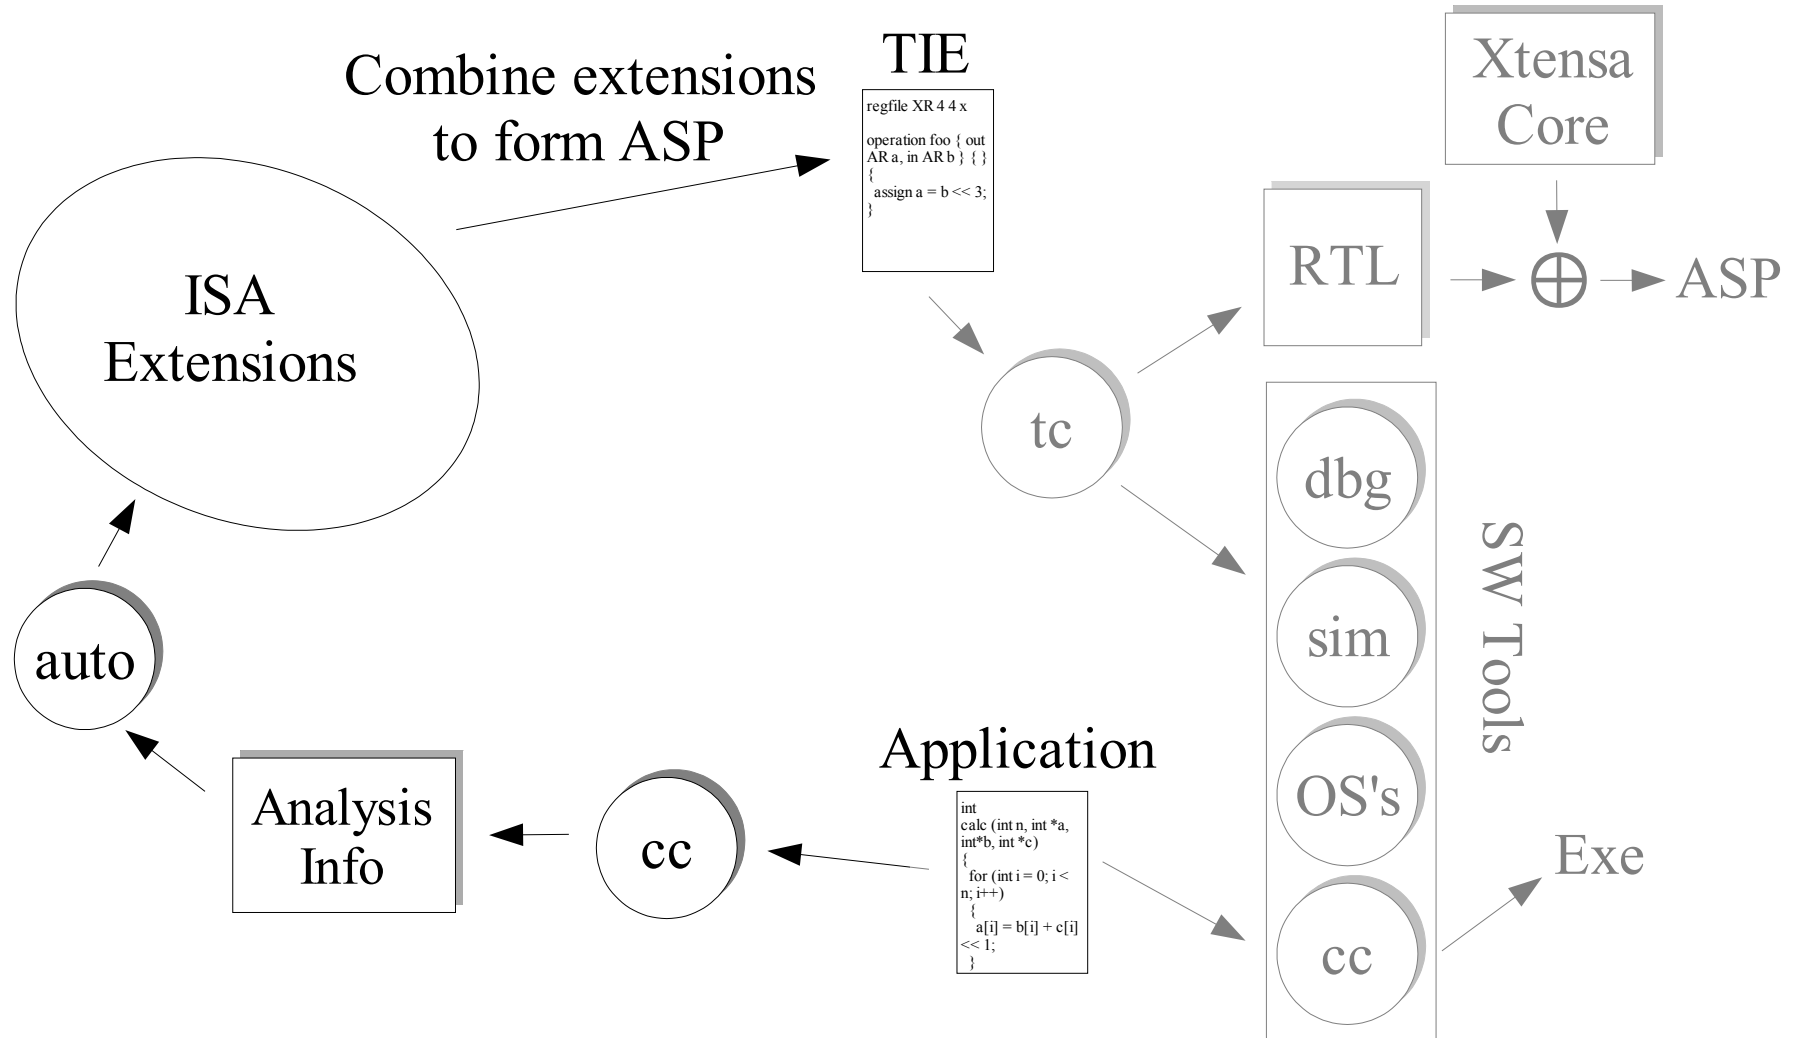 TIE
Xtensa
Core
Combine extensions
to form ASP
regfile XR 4 4 x
operation foo { out
AR a, in AR b } { }
{
assign a = b << 3;
}
RTL
ASP
ISA
Extensions
tc
dbg
SW Tools
sim
auto
Application
OS's
Analysis
Info
cc
int
calc (int n, int *a,
int*b, int *c)
{
for (int i = 0; i <
n; i++)
{
a[i] = b[i] + c[i]
<< 1;
}
Exe
cc